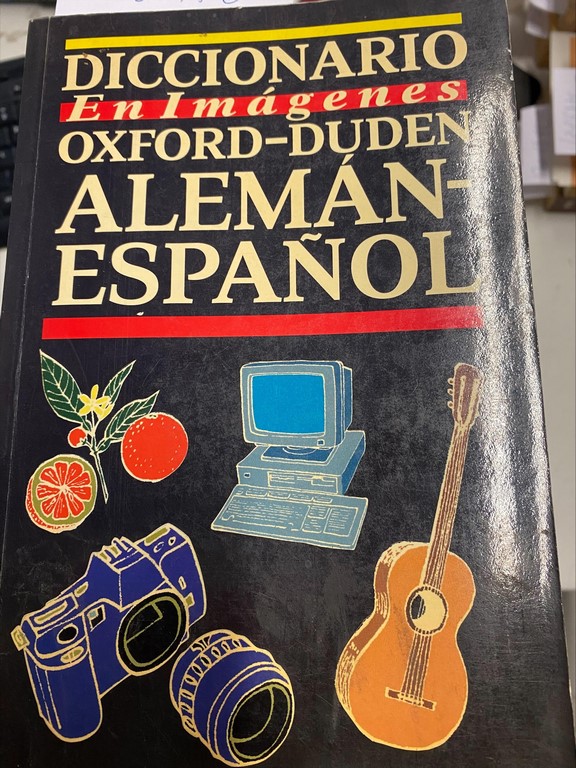 DICCIONARIO
En Imágenes
OXFORD-DUDEN
ALEMÁN-
ESPAÑOL